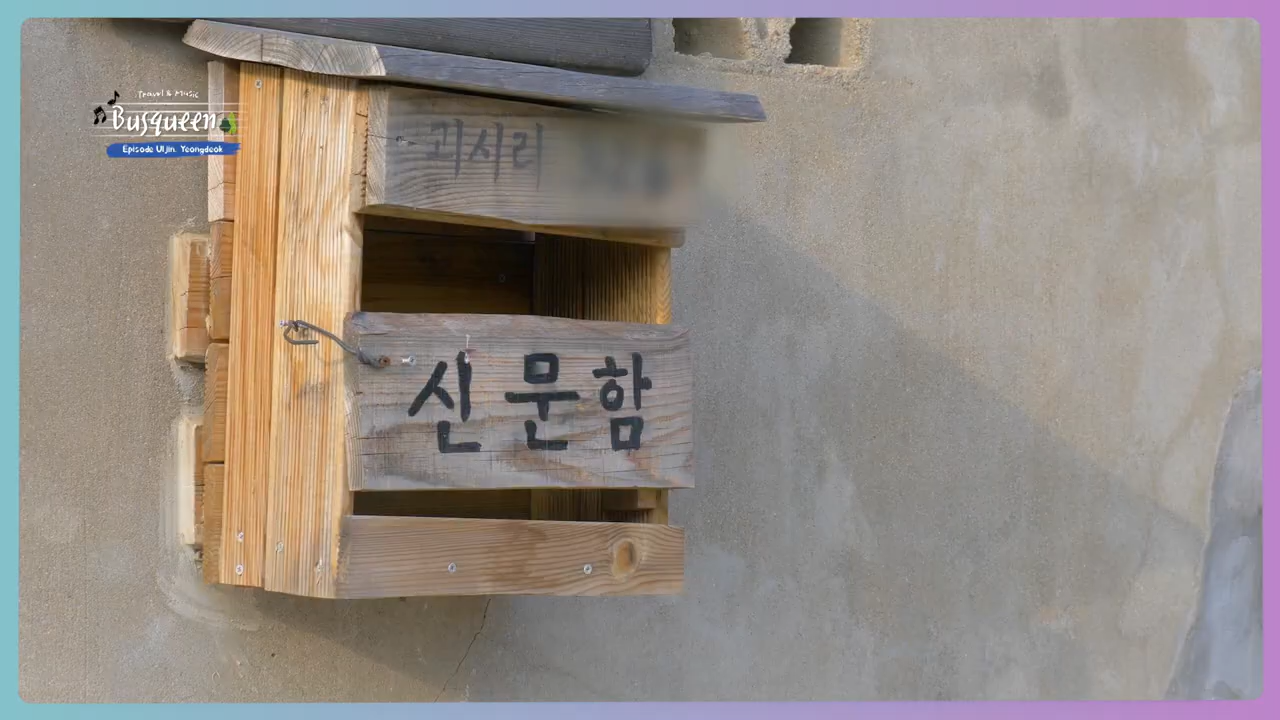 Travel & Music
Busqueen
Episode Uljin, Yeongdeok
괴시리
신문함